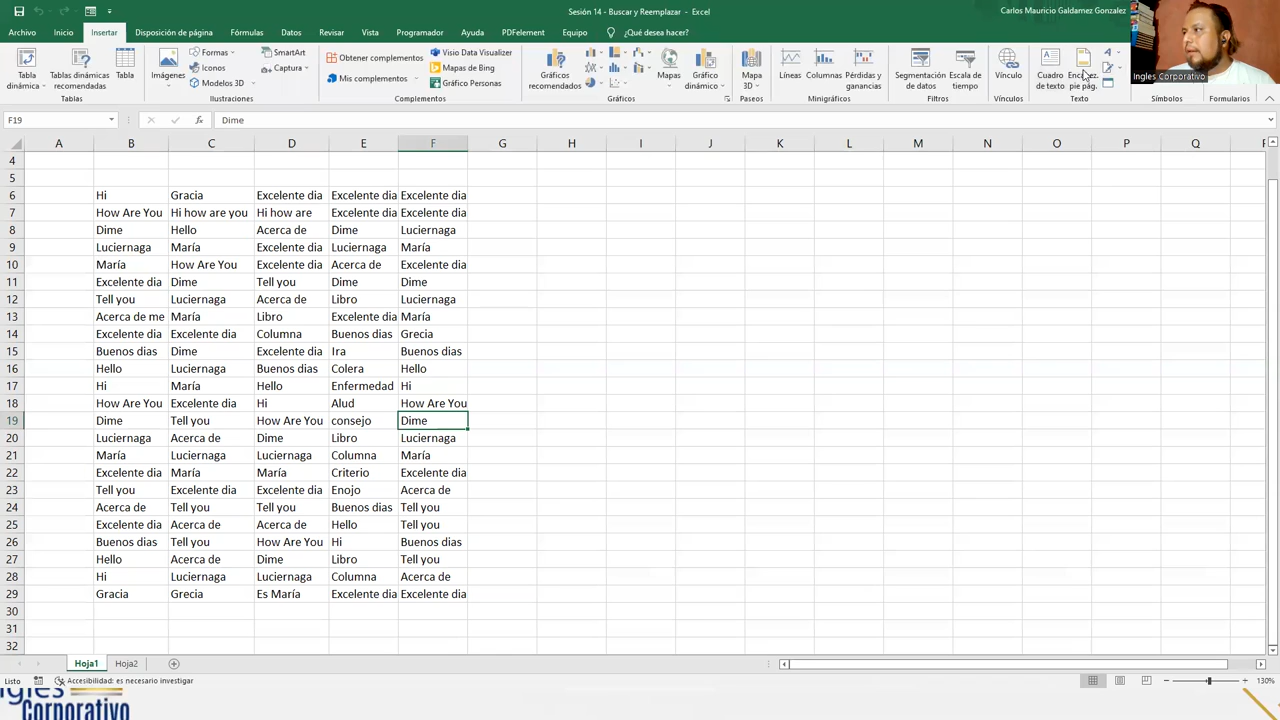 Sesión 14 - Buscar y Reemplazar - Excel
Carlos Mauricio Galdamez Gonzalez
Archivo Inicio Insertar Disposición de página Fórmulas Datos Revisar Vista Programador Ayuda PDFelement Equipo ¿Qué desea hacer?
Tabla dinámica
Tablas dinámicas recomendadas
Tabla
Tablas
Imágenes
Formas
Iconos
Modelos 3D
SmartArt
Captura
Ilustraciones
Obtener complementos
Mis complementos
Visio Data Visualizer
Mapas de Bing
Gráfico Personas
Complementos
Gráficos recomendados
Mapas
Gráfico dinámico
Gráficos
Mapa 3D
Paseos
Líneas
Columnas
Pérdidas y ganancias
Minigráficos
Segmentación de datos
Escala de tiempo
Filtros
Vínculo
Vínculos
Cuadro de texto
pie pág.
Texto
Símbolos
Formularios
Ingles Corporativo
F19 fx Dime
A B C D E F G H I J K L M N O P Q
4
5
6 Hi Gracia Excelente dia Excelente dia Excelente dia
7 How Are You Hi how are you Hi how are Excelente dia Excelente dia
8 Dime Hello Acerca de Dime Luciernaga
9 Luciernaga María Excelente dia Luciernaga María
10 María How Are You Excelente dia Acerca de Excelente dia
11 Excelente dia Dime Tell you Dime Dime
12 Tell you Luciernaga Acerca de Libro Luciernaga
13 Acerca de me María Libro Excelente dia María
14 Excelente dia Excelente dia Columna Buenos dias Grecia
15 Buenos dias Dime Excelente dia Ira Buenos dias
16 Hello Luciernaga Buenos dias Colera Hello
17 Hi María Hello Enfermedad Hi
18 How Are You Excelente dia Hi Alud How Are You
19 Dime Tell you How Are You consejo Dime
20 Luciernaga Acerca de Dime Libro Luciernaga
21 María Luciernaga Luciernaga Columna María
22 Excelente dia María María Criterio Excelente dia
23 Tell you Excelente dia Excelente dia Enojo Acerca de
24 Acerca de Tell you Tell you Buenos dias Tell you
25 Excelente dia Acerca de Acerca de Hello Tell you
26 Buenos dias Tell you How Are You Hi Buenos dias
27 Hello Acerca de Dime Libro Tell you
28 Hi Luciernaga Luciernaga Columna Acerca de
29 Gracia Grecia Es María Excelente dia Excelente dia
30
31
32
Hoja1 Hoja2
Listo Accesibilidad: es necesario investigar 130%
Ingles
Corporativo